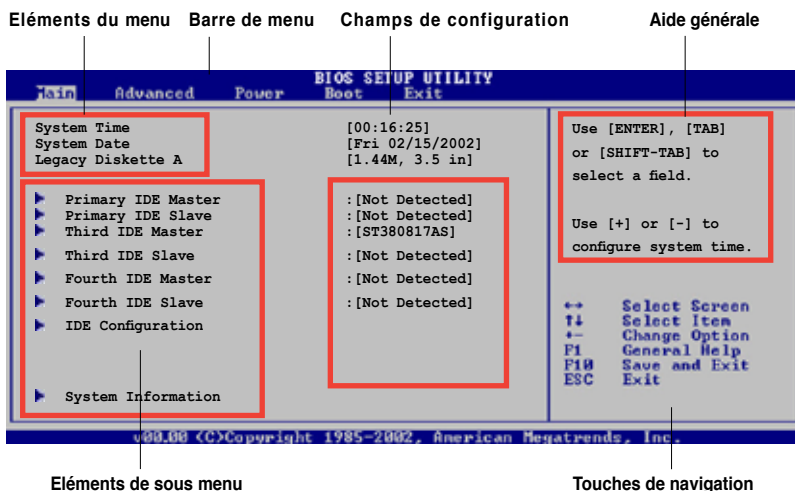 Eléments du menu Barre de menu Champs de configuration Aide générale
BIOS SETUP UTILITY
Main Advanced Power Boot Exit
System Time [00:16:25]
System Date [Fri 02/15/2002]
Legacy Diskette A [1.44M, 3.5 in]
Primary IDE Master :[Not Detected]
Primary IDE Slave :[Not Detected]
Third IDE Master :[ST380817AS]
Third IDE Slave :[Not Detected]
Fourth IDE Master :[Not Detected]
Fourth IDE Slave :[Not Detected]
IDE Configuration
System Information
Use [ENTER], [TAB]
or [SHIFT-TAB] to
select a field.
Use [+] or [-] to
configure system time.
↔ Select Screen
↑↓ Select Item
+- Change Option
F1 General Help
F10 Save and Exit
ESC Exit
v00.00 (C)Copyright 1985-2002, American Megatrends, Inc.
Eléments de sous menu Touches de navigation